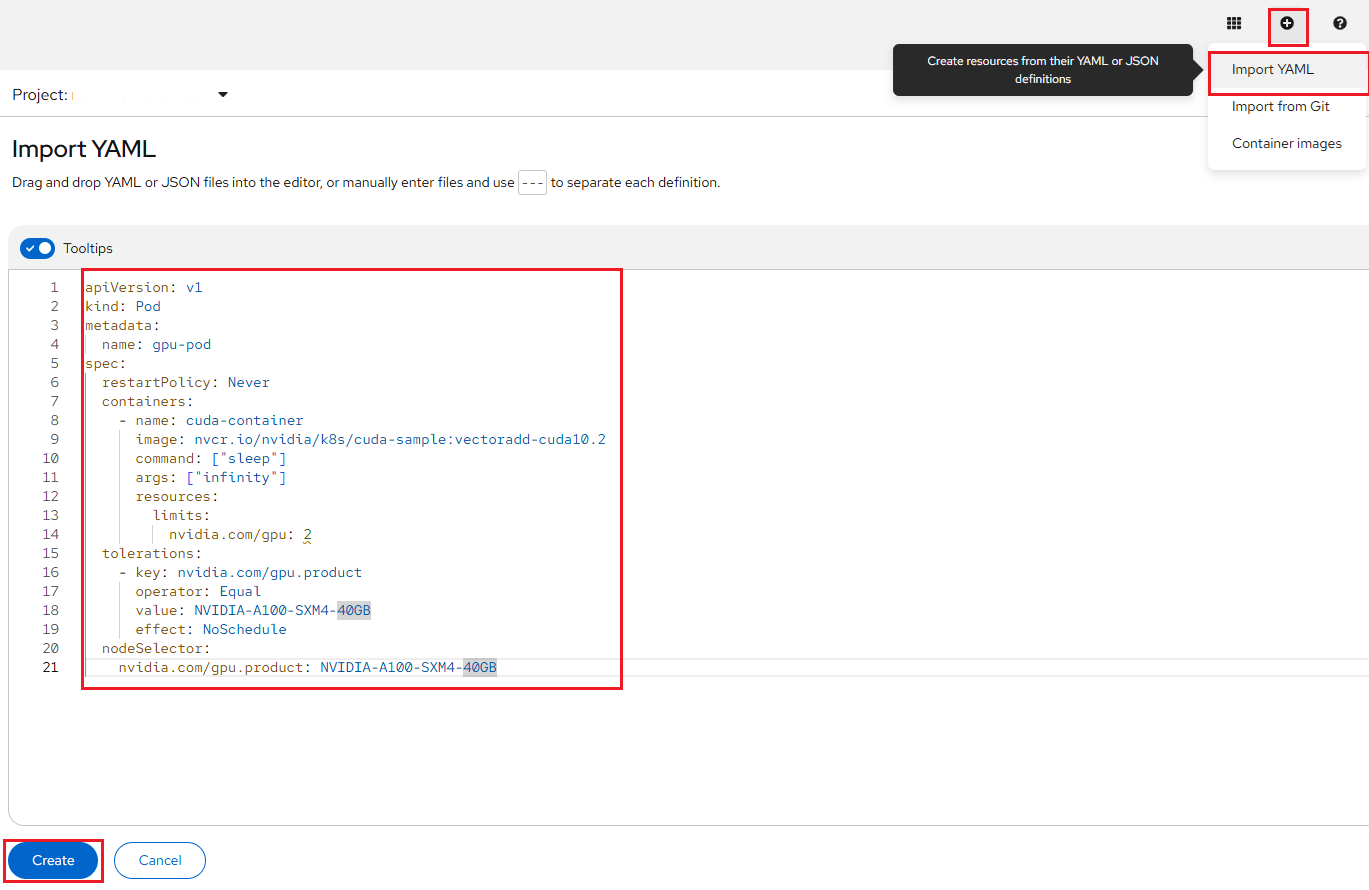 Create resources from their YAML or JSON
definitions
Import YAML
Import from Git
Container images
Project:
Import YAML
Drag and drop YAML or JSON files into the editor, or manually enter files and use --- to separate each definition.
Tooltips
1 apiVersion: v1
2 kind: Pod
3 metadata:
4   name: gpu-pod
5 spec:
6   restartPolicy: Never
7   containers:
8     - name: cuda-container
9       image: nvcr.io/nvidia/k8s/cuda-sample:vectoradd-cuda10.2
10       command: ["sleep"]
11       args: ["infinity"]
12       resources:
13         limits:
14           nvidia.com/gpu: 2
15   tolerations:
16     - key: nvidia.com/gpu.product
17       operator: Equal
18       value: NVIDIA-A100-SXM4-40GB
19       effect: NoSchedule
20   nodeSelector:
21     nvidia.com/gpu.product: NVIDIA-A100-SXM4-40GB
Create
Cancel